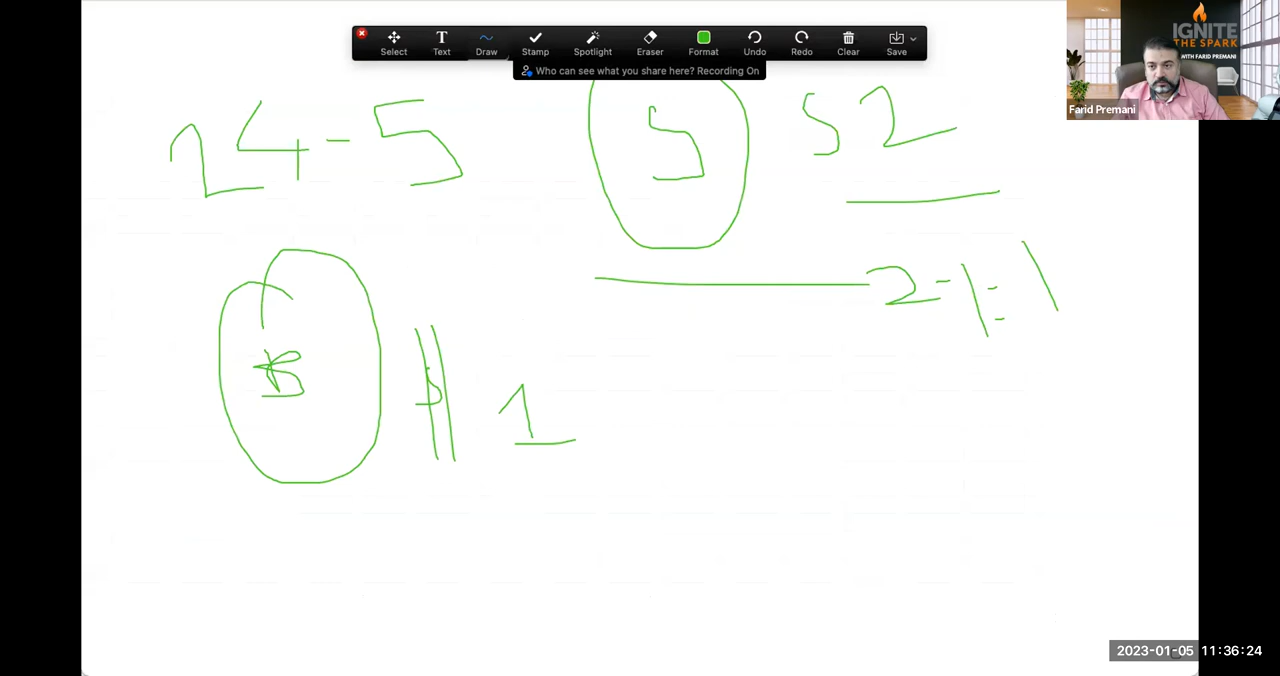 Select Text Draw Stamp Spotlight Eraser Format Undo Redo Clear Save
Who can see what you share here? Recording On
IGNITE
THE SPARK
WITH FARID PREMANI
Farid Premani
24-5 5 52
2-1=1
1
2023-01-05 11:36:24